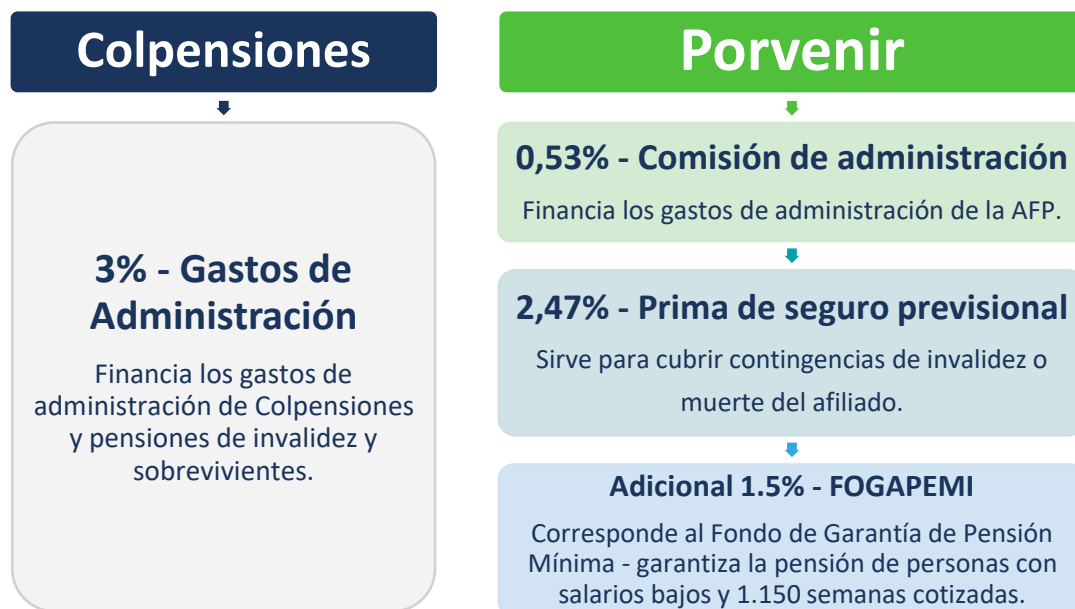 Colpensiones
3% - Gastos de
Administración
Financia los gastos de
administración de Colpensiones
y pensiones de invalidez y
sobrevivientes.
Porvenir
0,53% - Comisión de administración
Financia los gastos de administración de la AFP.
2,47% - Prima de seguro previsional
Sirve para cubrir contingencias de invalidez o
muerte del afiliado.
Adicional 1.5% - FOGAPEMI
Corresponde al Fondo de Garantía de Pensión
Mínima - garantiza la pensión de personas con
salarios bajos y 1.150 semanas cotizadas.